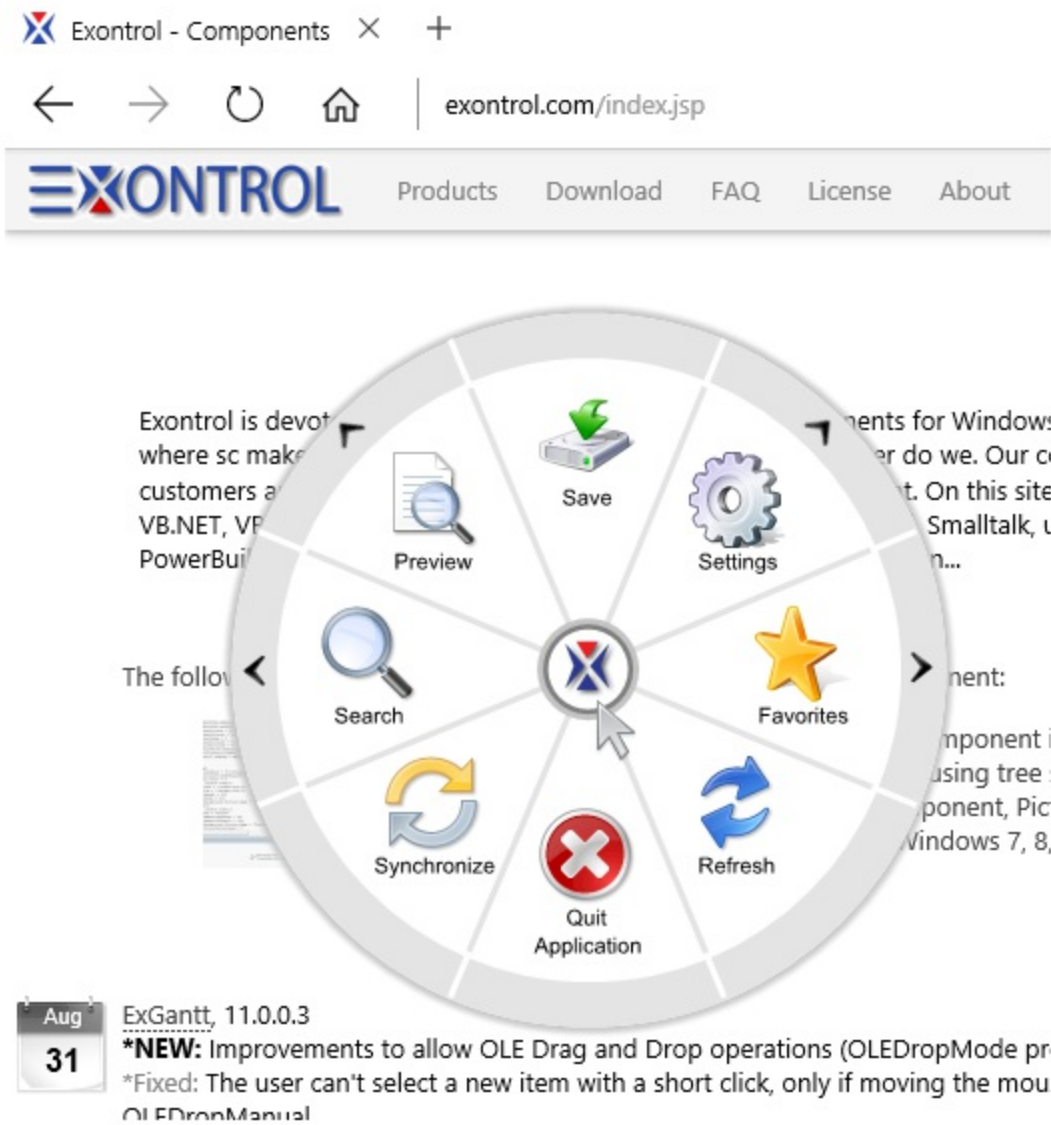 Exontrol - Components
exontrol.com/index.jsp
EXONTROL Products Download FAQ License About
Exontrol is devot
nents for Windows
where sc make
er do we. Our c
customers a
t. On this site
VB.NET, VB
Smalltalk, u
PowerBui
n...
Save
Preview
Settings
The follow
nent:
Search
Favorites
mponent i
using tree s
ponent, Pic
Windows 7, 8,
Synchronize
Refresh
Quit
Application
Aug
31
ExGantt, 11.0.0.3
*NEW: Improvements to allow OLE Drag and Drop operations (OLEDropMode pr
*Fixed: The user can't select a new item with a short click, only if moving the mou
OLEDropManual